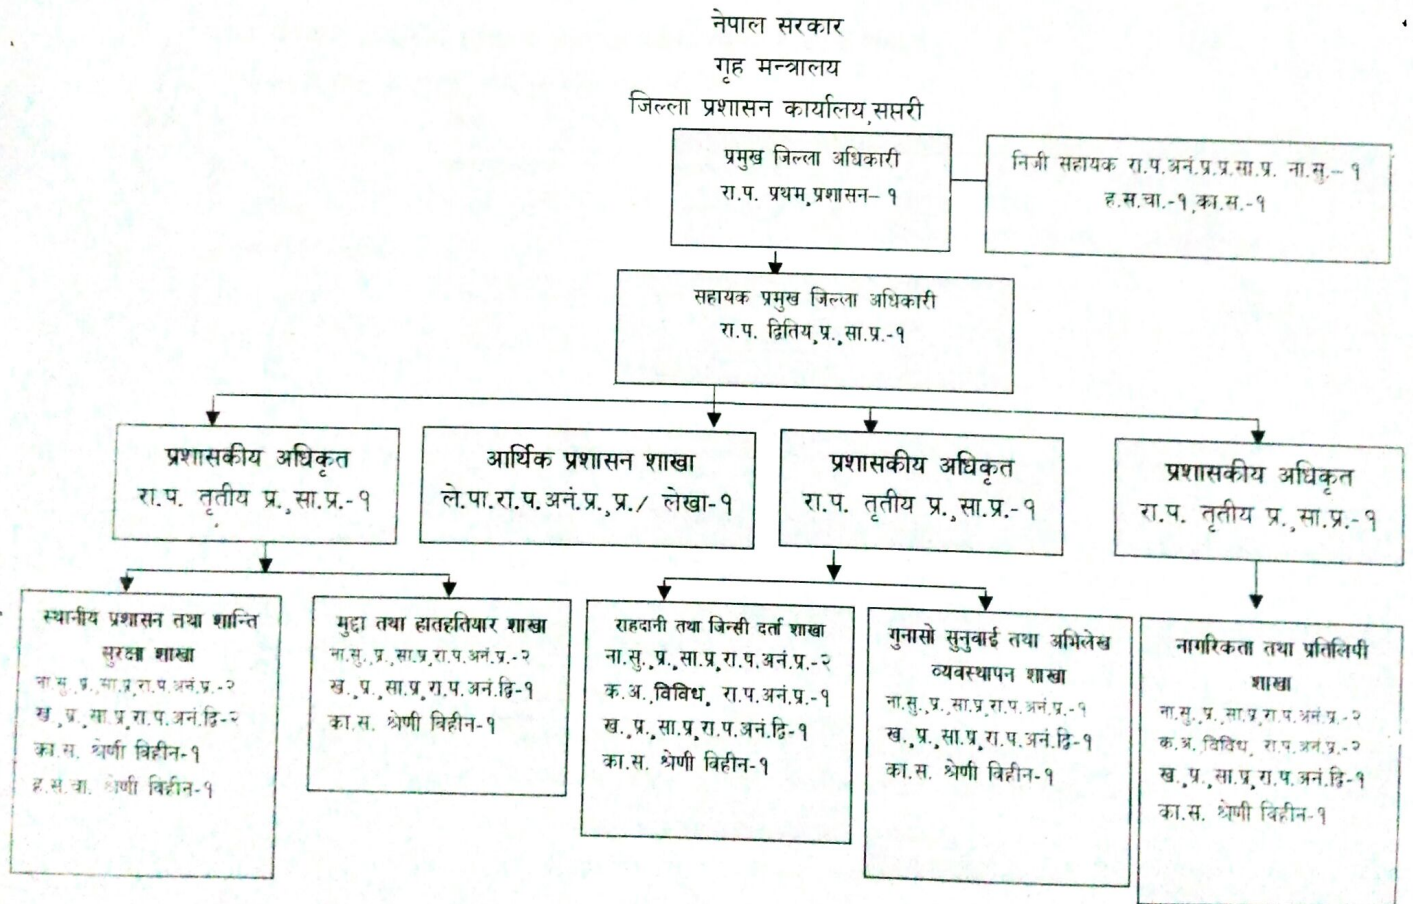 नेपाल सरकार
गृह मन्त्रालय
जिल्ला प्रशासन कार्यालय,सप्तरी
प्रमुख जिल्ला अधिकारी
रा.प. प्रथम,प्रशासन– १
निजी सहायक रा.प.अनं.प्र.प्र.सा.प्र. ना.सु.– १
ह.स.चा.-१,का.स.-१
सहायक प्रमुख जिल्ला अधिकारी
रा.प. द्वितिय,प्र.,सा.प्र.-१
प्रशासकीय अधिकृत
रा.प. तृतीय प्र.,सा.प्र.-१
आर्थिक प्रशासन शाखा
ले.पा.रा.प.अनं.प्र.,प्र./ लेखा-१
प्रशासकीय अधिकृत
रा.प. तृतीय प्र.,सा.प्र.-१
प्रशासकीय अधिकृत
रा.प. तृतीय प्र.,सा.प्र.-१
स्थानीय प्रशासन तथा शान्ति
सुरक्षा शाखा
ना.सु.,प्र.,सा.प्र,रा.प.अनं.प्र.-२
ख.,प्र.,सा.प्र,रा.प.अनं.द्वि-२
का.स. श्रेणी विहीन-१
ह.स.चा. श्रेणी विहीन-१
मुद्दा तथा हातहतियार शाखा
ना.सु.,प्र.,सा.प्र,रा.प.अनं.प्र.-२
ख.,प्र.,सा.प्र,रा.प.अनं.द्वि-१
का.स. श्रेणी विहीन-१
राहदानी तथा जिन्सी दर्ता शाखा
ना.सु.,प्र.,सा.प्र,रा.प.अनं.प्र.-२
क.अ.,विविध, रा.प.अनं.प्र.-१
ख.,प्र.,सा.प्र,रा.प.अनं.द्वि-१
का.स. श्रेणी विहीन-१
गुनासो सुनुवाई तथा अभिलेख
व्यवस्थापन शाखा
ना.सु.,प्र.,सा.प्र,रा.प.अनं.प्र.-१
ख.,प्र.,सा.प्र,रा.प.अनं.द्वि-१
का.स. श्रेणी विहीन-१
नागरिकता तथा प्रतिलिपी
शाखा
ना.सु.,प्र.,सा.प्र,रा.प.अनं.प्र.-२
क.अ.,विविध, रा.प.अनं.प्र.-२
ख.,प्र.,सा.प्र,रा.प.अनं.द्वि-१
का.स. श्रेणी विहीन-१